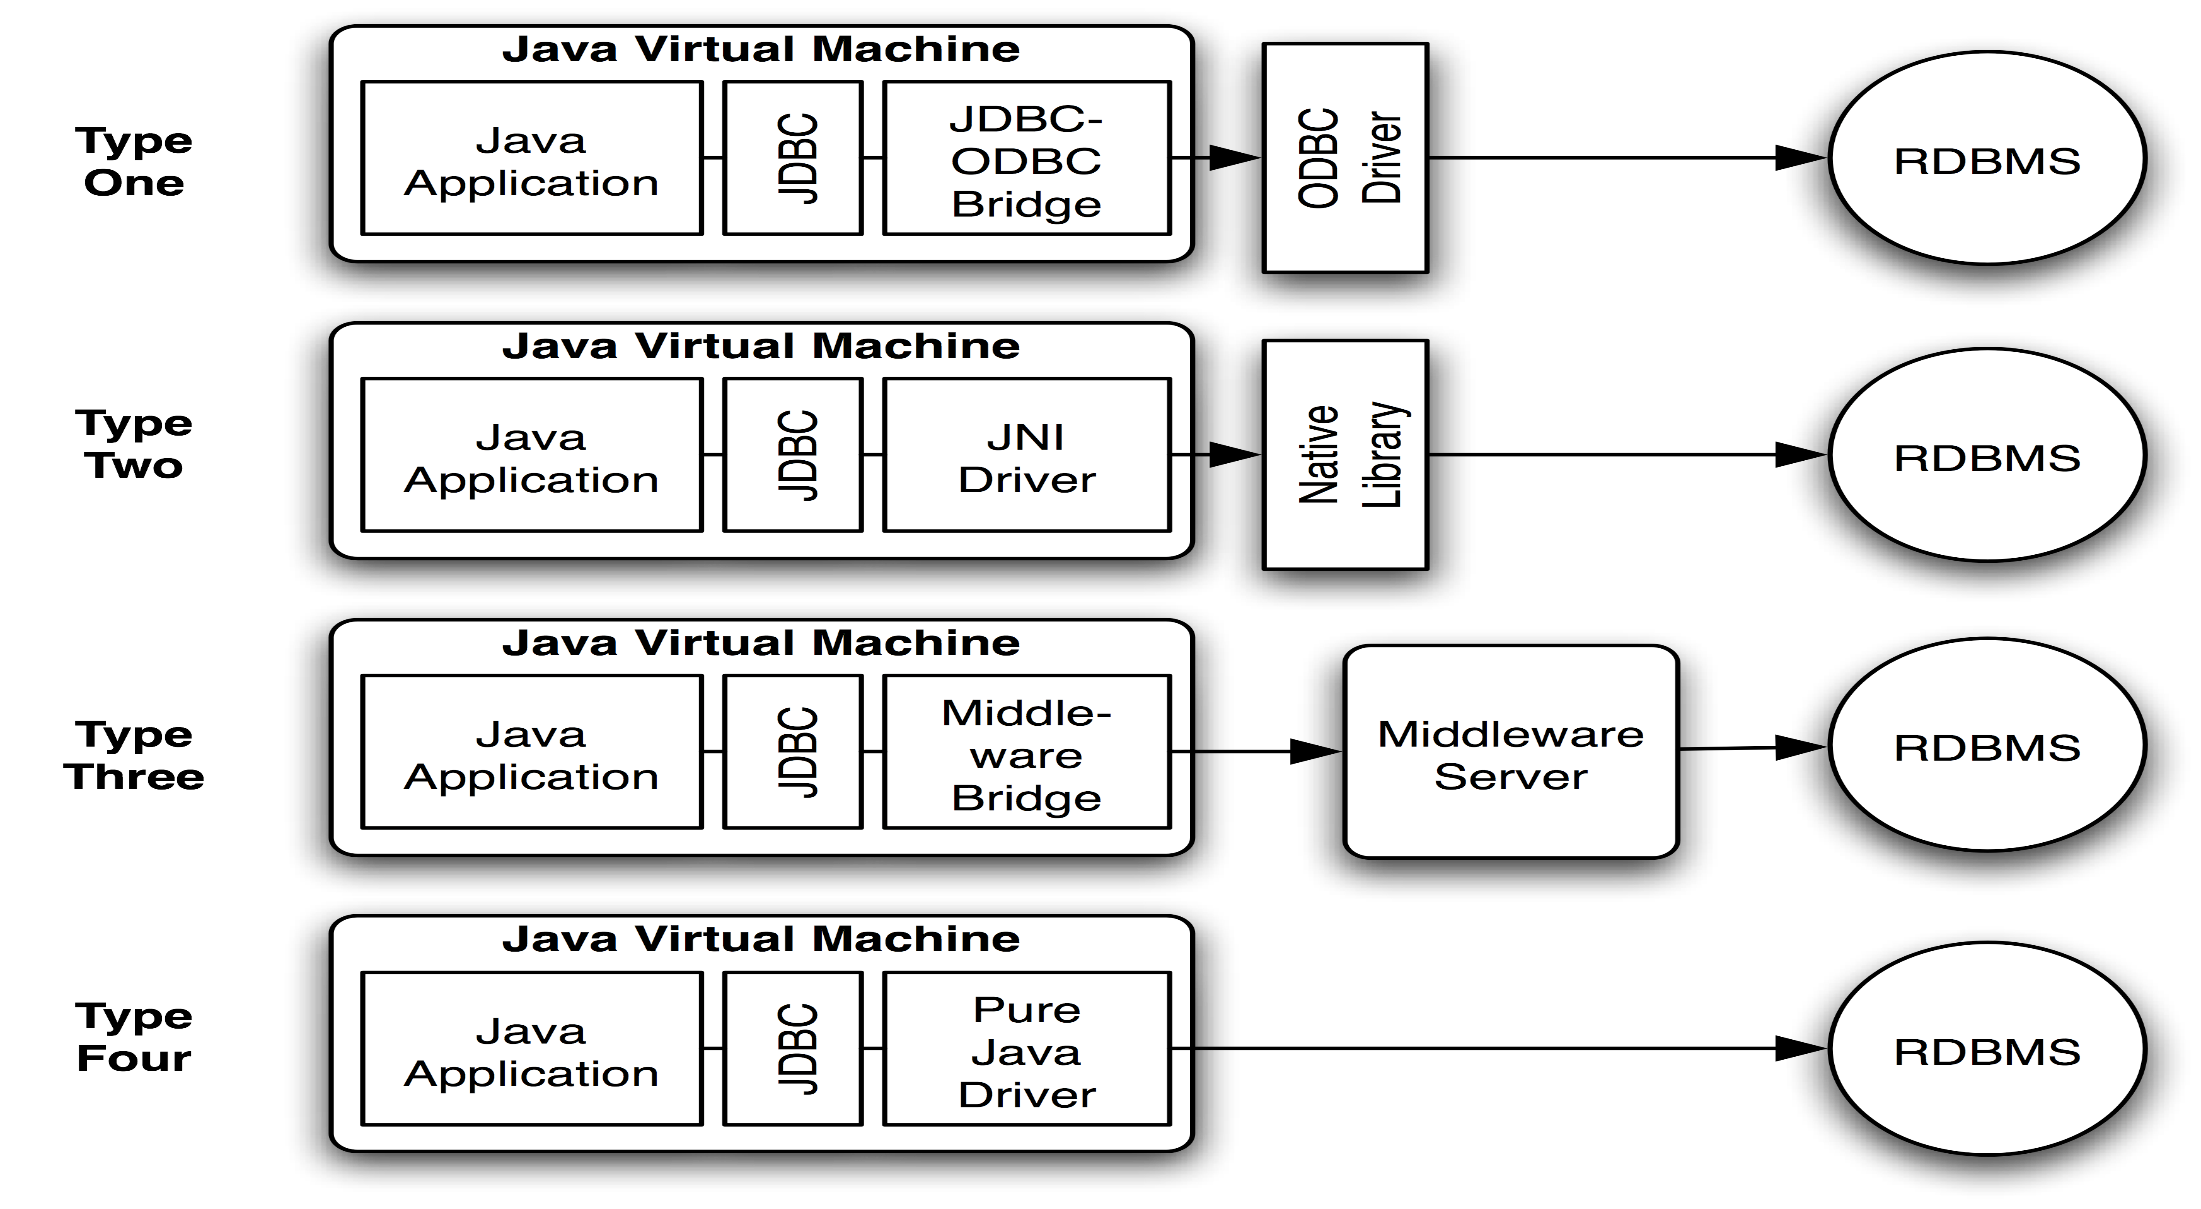 Type
One
Java Virtual Machine
Java
Application
JDBC
JDBC-
ODBC
Bridge
ODBC
Driver
RDBMS
Type
Two
Java Virtual Machine
Java
Application
JDBC
JNI
Driver
Native
Library
RDBMS
Type
Three
Java Virtual Machine
Java
Application
JDBC
Middle-
ware
Bridge
Middleware
Server
RDBMS
Type
Four
Java Virtual Machine
Java
Application
JDBC
Pure
Java
Driver
RDBMS